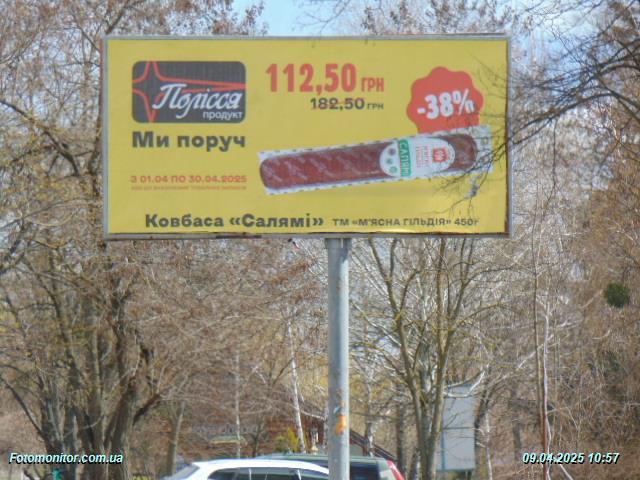 Полісся
продукт
Ми поруч
112,50 ГРН
182,50 ГРН
-38%
З 01.04 ПО 30.04.2025
САЛЯМІ
Ковбаса «Салямі» ТМ «М'ЯСНА ГІЛЬДІЯ» 450г
Fotomonitor.com.ua
09.04.2025 10:57